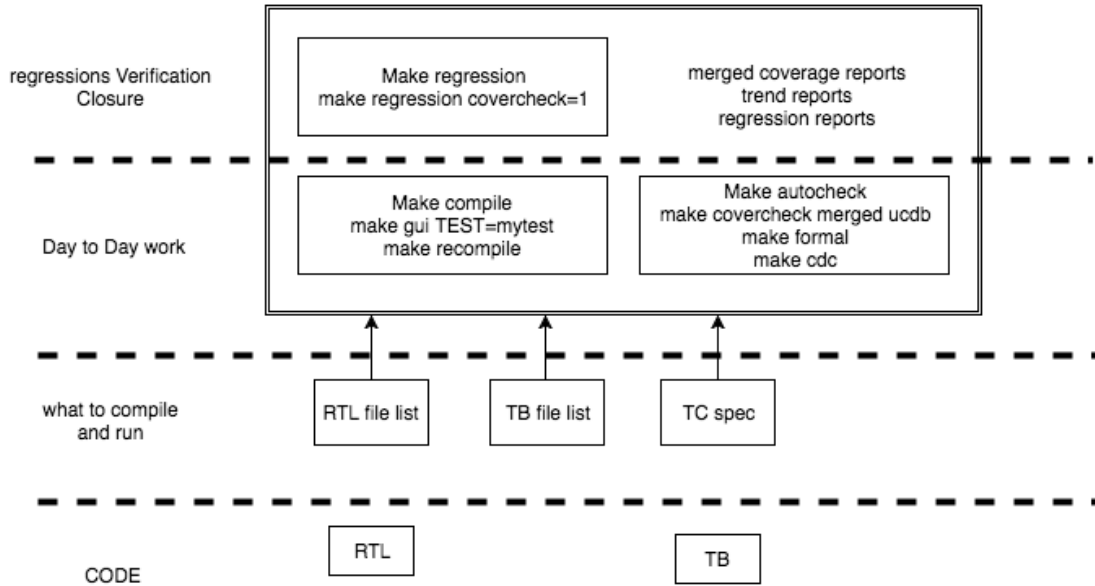 regressions Verification
Closure
Make regression
make regression covercheck=1
merged coverage reports
trend reports
regression reports
Day to Day work
Make compile
make gui TEST=mytest
make recompile
Make autocheck
make covercheck merged ucdb
make formal
make cdc
what to compile
and run
RTL file list
TB file list
TC spec
CODE
RTL
TB